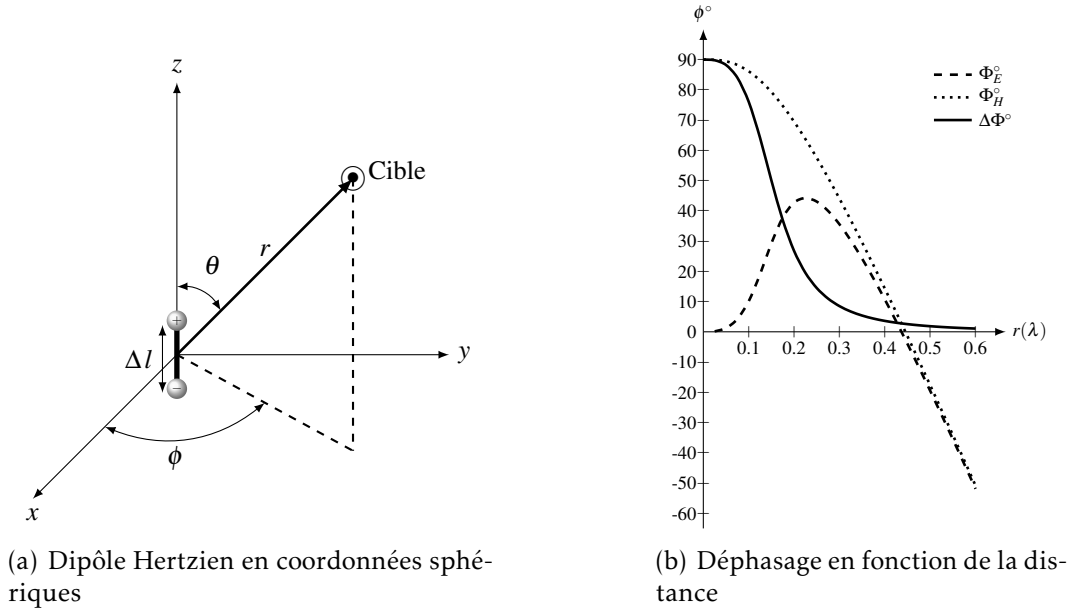 z
Cible
r
θ
+
Δl
−
y
ϕ
x
(a) Dipôle Hertzien en coordonnées sphé-
riques
ϕ°
90
80
70
60
50
40
30
20
10
0
-10
-20
-30
-40
-50
-60
0.1 0.2 0.3 0.4 0.5 0.6
r(λ)
Φ°E
Φ°H
ΔΦ°
(b) Déphasage en fonction de la dis-
tance